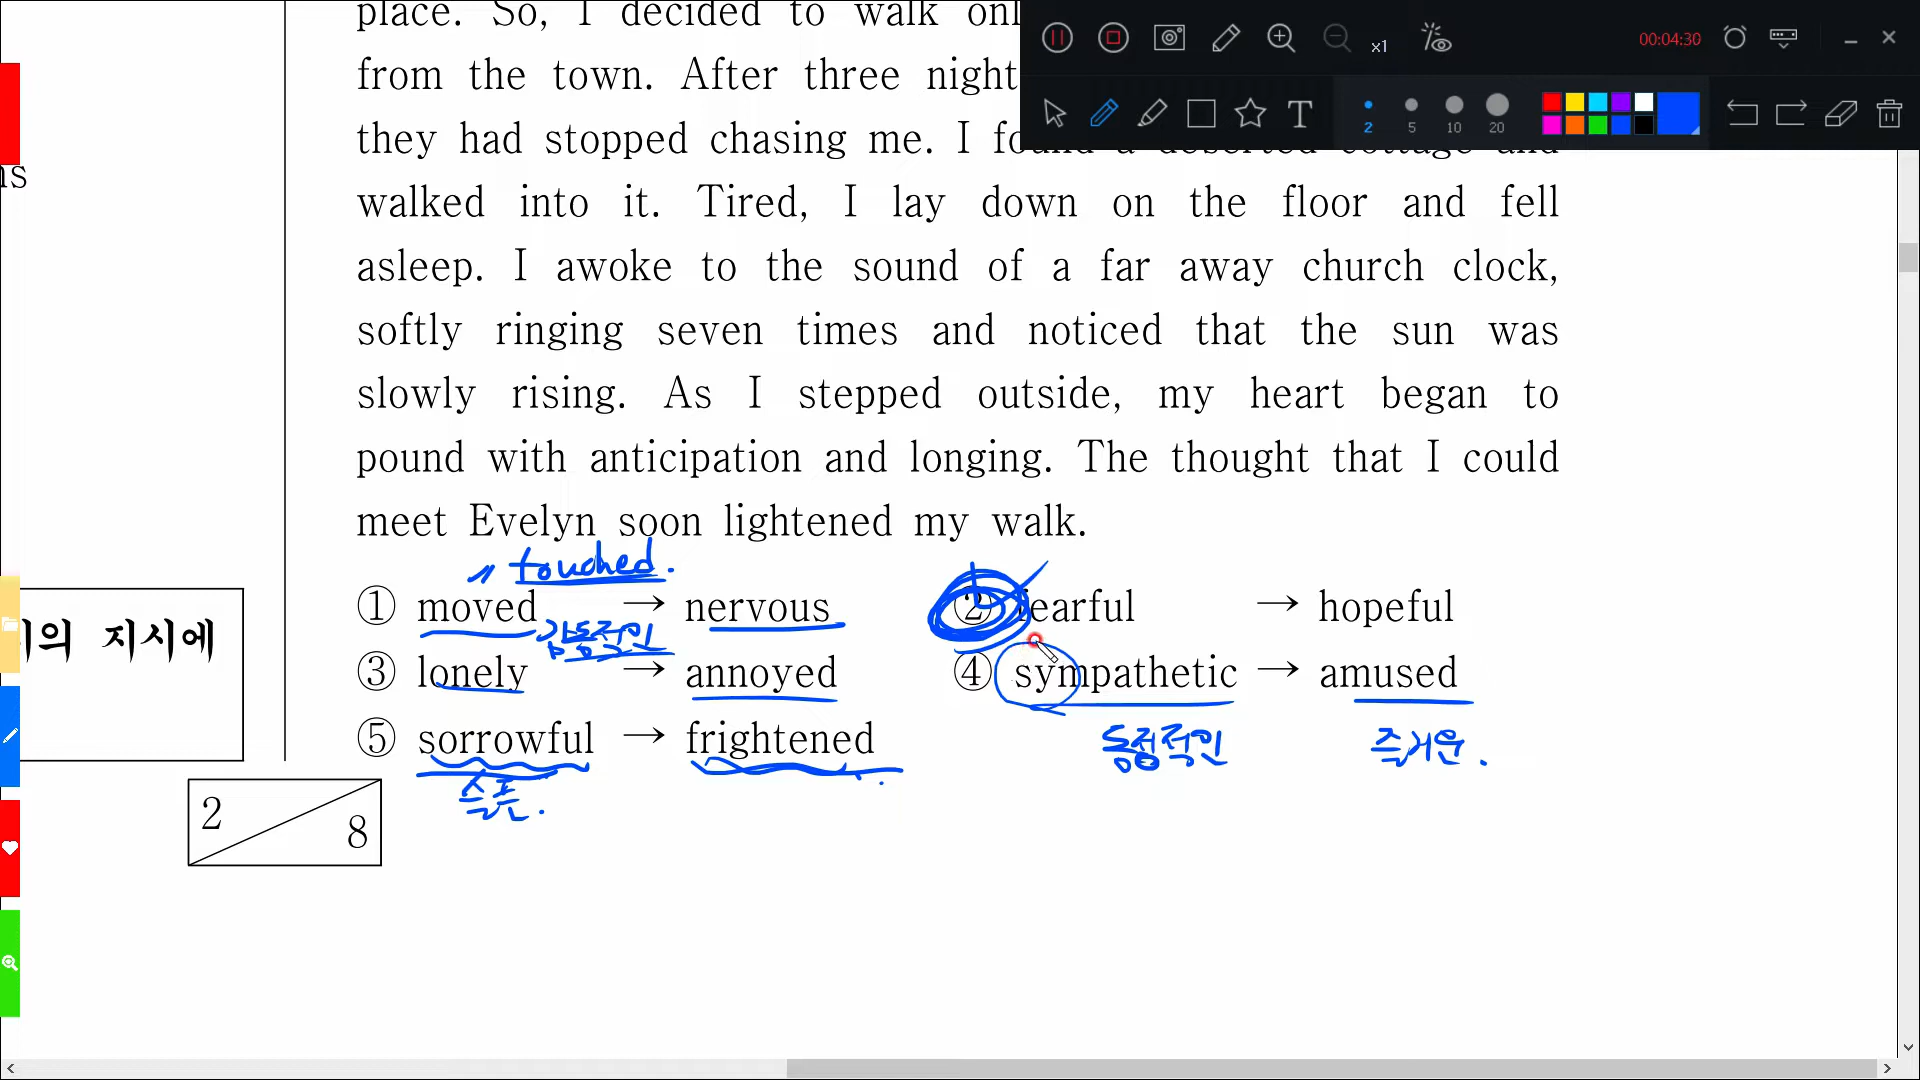 place. So, I decided to walk onl
from the town. After three night
they had stopped chasing me. I found a deserted cottage and
walked into it. Tired, I lay down on the floor and fell
asleep. I awoke to the sound of a far away church clock,
softly ringing seven times and noticed that the sun was
slowly rising. As I stepped outside, my heart began to
pound with anticipation and longing. The thought that I could
meet Evelyn soon lightened my walk.
touched.
① moved → nervous ② fearful → hopeful
감동적인
③ lonely → annoyed ④ sympathetic → amused
⑤ sorrowful → frightened
동정적인 즐거운.
슬픈.
ns
의 지시에
2 8
x1 00:04:30
T 2 5 10 20